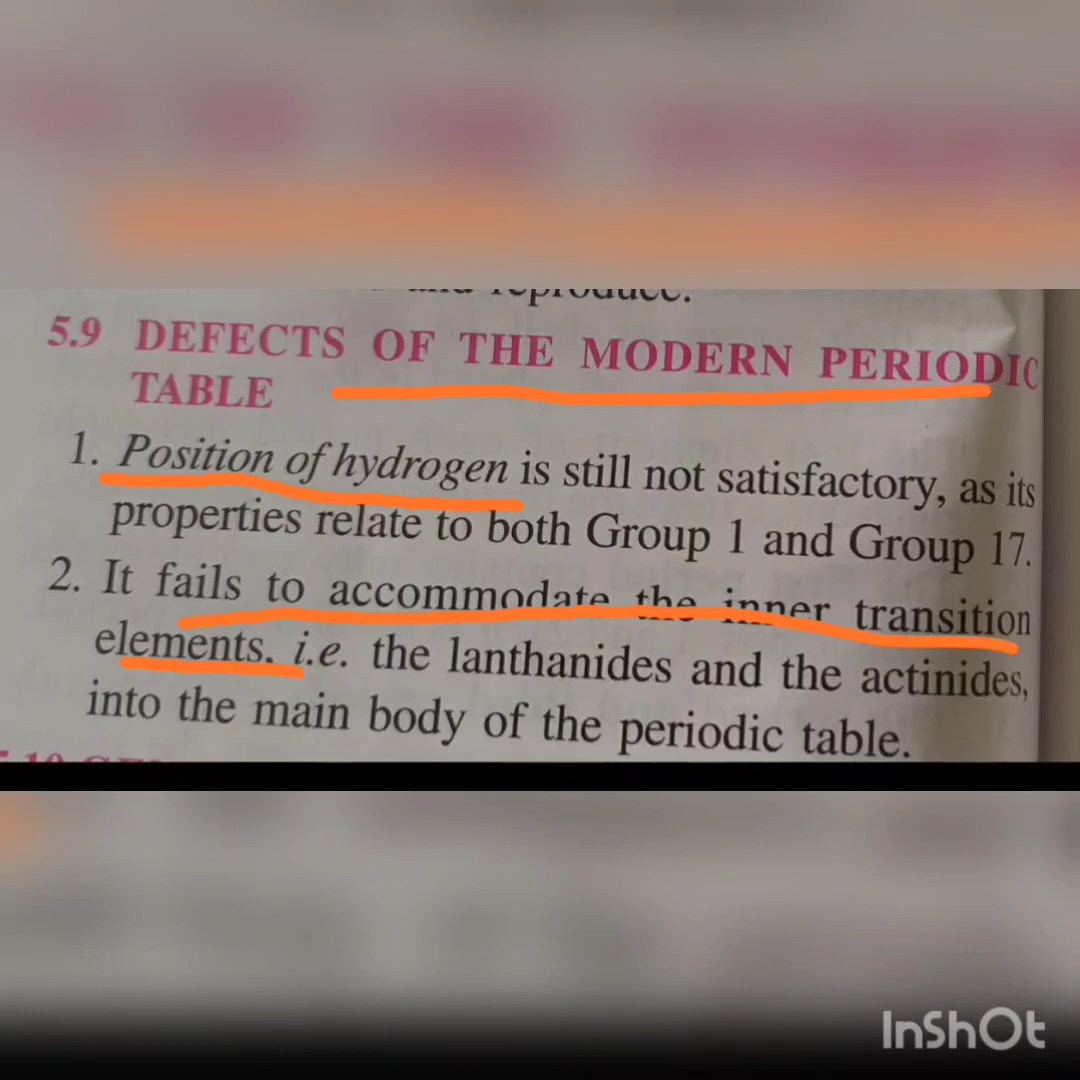 reproduce.
5.9 DEFECTS OF THE MODERN PERIODIC
TABLE
1. Position of hydrogen is still not satisfactory, as its
properties relate to both Group 1 and Group 17.
2. It fails to accommodate the inner transition
elements. i.e. the lanthanides and the actinides,
into the main body of the periodic table.
InShOt